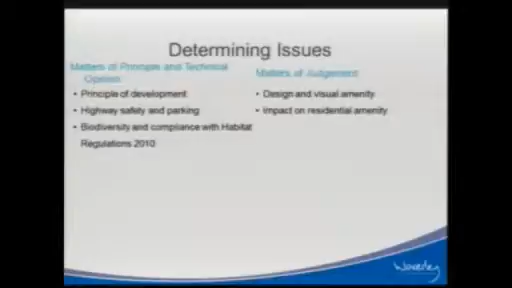 Determining Issues
Matters of Principle and Technical
Opinion
• Principle of development
• Highway safety and parking
• Biodiversity and compliance with Habitat
Regulations 2010
Matters of Judgement
• Design and visual amenity
• Impact on residential amenity
Waverley